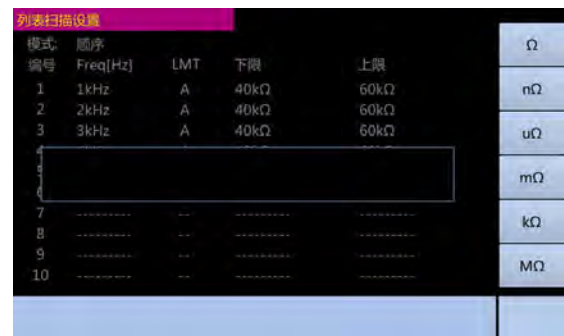 列表扫描设置
模式: 顺序
编号 Freq[Hz] LMT 下限 上限
1 1kHz A 40kΩ 60kΩ
2 2kHz A 40kΩ 60kΩ
3 3kHz A 40kΩ 60kΩ
7 --------- -- --------- ---------
8 --------- -- --------- ---------
9 --------- -- --------- ---------
10 --------- -- --------- ---------
Ω
nΩ
uΩ
mΩ
kΩ
MΩ